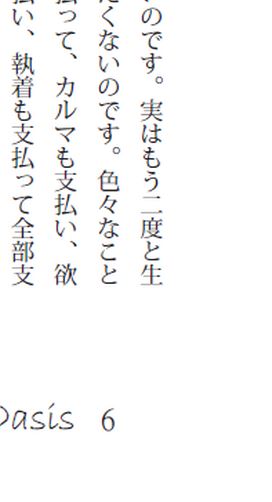 のです。実はもう二度と生
くないのです。色々なこと
払って、カルマも支払い、欲
払い、執着も支払って全部支
Oasis 6